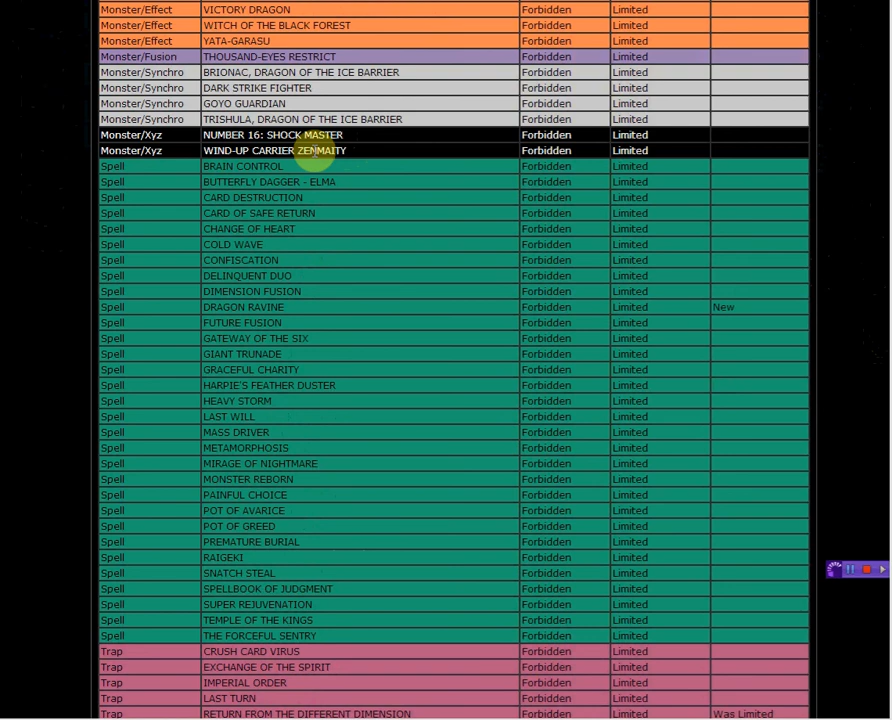 Monster/Effect VICTORY DRAGON Forbidden Limited
Monster/Effect WITCH OF THE BLACK FOREST Forbidden Limited
Monster/Effect YATA-GARASU Forbidden Limited
Monster/Fusion THOUSAND-EYES RESTRICT Forbidden Limited
Monster/Synchro BRIONAC, DRAGON OF THE ICE BARRIER Forbidden Limited
Monster/Synchro DARK STRIKE FIGHTER Forbidden Limited
Monster/Synchro GOYO GUARDIAN Forbidden Limited
Monster/Synchro TRISHULA, DRAGON OF THE ICE BARRIER Forbidden Limited
Monster/Xyz NUMBER 16: SHOCK MASTER Forbidden Limited
Monster/Xyz WIND-UP CARRIER ZENMAITY Forbidden Limited
Spell BRAIN CONTROL Forbidden Limited
Spell BUTTERFLY DAGGER - ELMA Forbidden Limited
Spell CARD DESTRUCTION Forbidden Limited
Spell CARD OF SAFE RETURN Forbidden Limited
Spell CHANGE OF HEART Forbidden Limited
Spell COLD WAVE Forbidden Limited
Spell CONFISCATION Forbidden Limited
Spell DELINQUENT DUO Forbidden Limited
Spell DIMENSION FUSION Forbidden Limited
Spell DRAGON RAVINE Forbidden Limited New
Spell FUTURE FUSION Forbidden Limited
Spell GATEWAY OF THE SIX Forbidden Limited
Spell GIANT TRUNADE Forbidden Limited
Spell GRACEFUL CHARITY Forbidden Limited
Spell HARPIE'S FEATHER DUSTER Forbidden Limited
Spell HEAVY STORM Forbidden Limited
Spell LAST WILL Forbidden Limited
Spell MASS DRIVER Forbidden Limited
Spell METAMORPHOSIS Forbidden Limited
Spell MIRAGE OF NIGHTMARE Forbidden Limited
Spell MONSTER REBORN Forbidden Limited
Spell PAINFUL CHOICE Forbidden Limited
Spell POT OF AVARICE Forbidden Limited
Spell POT OF GREED Forbidden Limited
Spell PREMATURE BURIAL Forbidden Limited
Spell RAIGEKI Forbidden Limited
Spell SNATCH STEAL Forbidden Limited
Spell SPELLBOOK OF JUDGMENT Forbidden Limited
Spell SUPER REJUVENATION Forbidden Limited
Spell TEMPLE OF THE KINGS Forbidden Limited
Spell THE FORCEFUL SENTRY Forbidden Limited
Trap CRUSH CARD VIRUS Forbidden Limited
Trap EXCHANGE OF THE SPIRIT Forbidden Limited
Trap IMPERIAL ORDER Forbidden Limited
Trap LAST TURN Forbidden Limited
Trap RETURN FROM THE DIFFERENT DIMENSION Forbidden Limited Was Limited